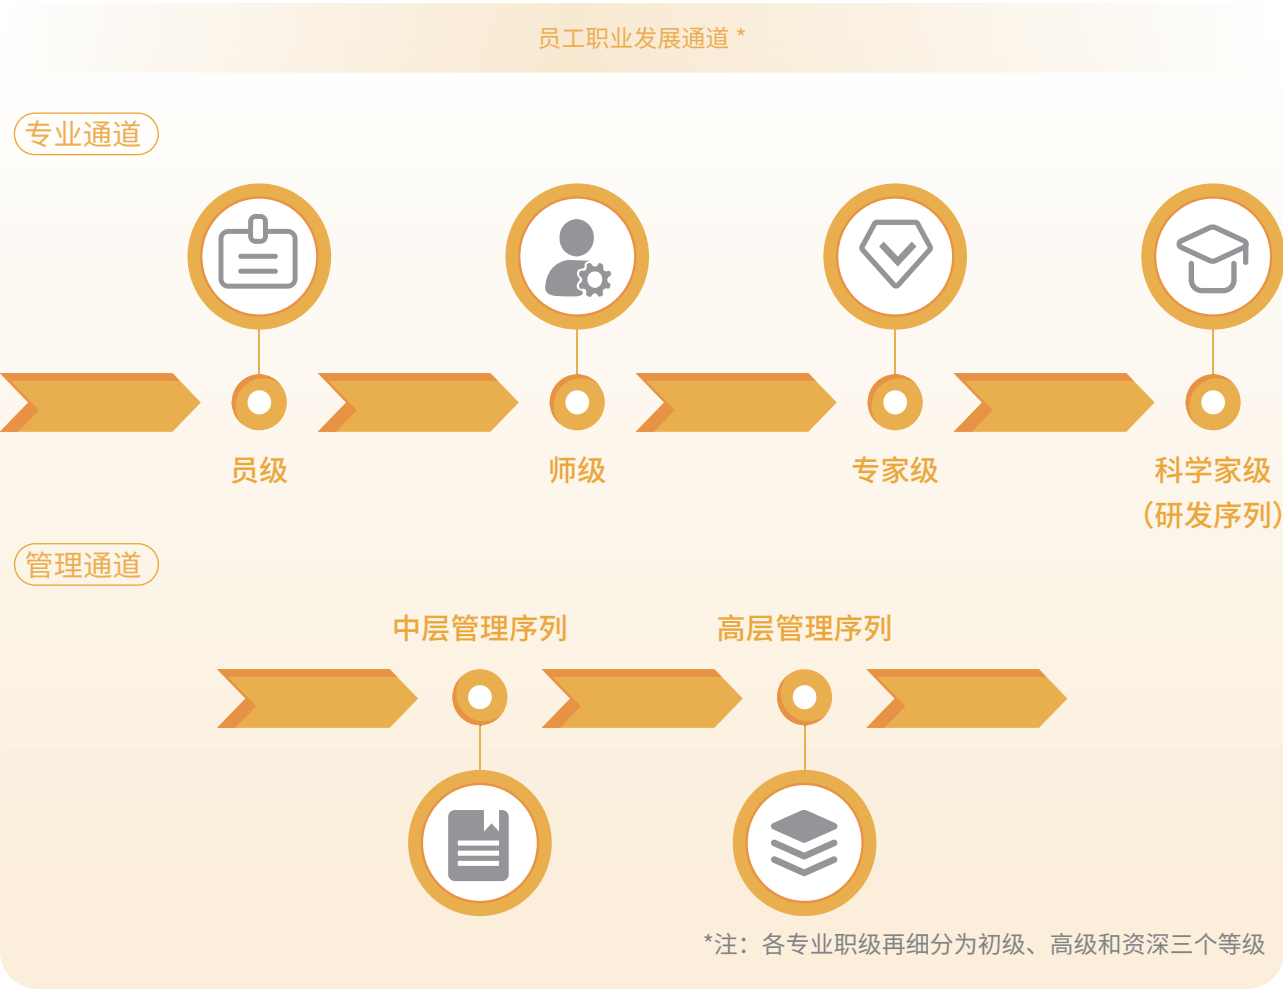 员工职业发展通道 *
专业通道
员级
师级
专家级
科学家级
（研发序列）
管理通道
中层管理序列
高层管理序列
*注：各专业职级再细分为初级、高级和资深三个等级